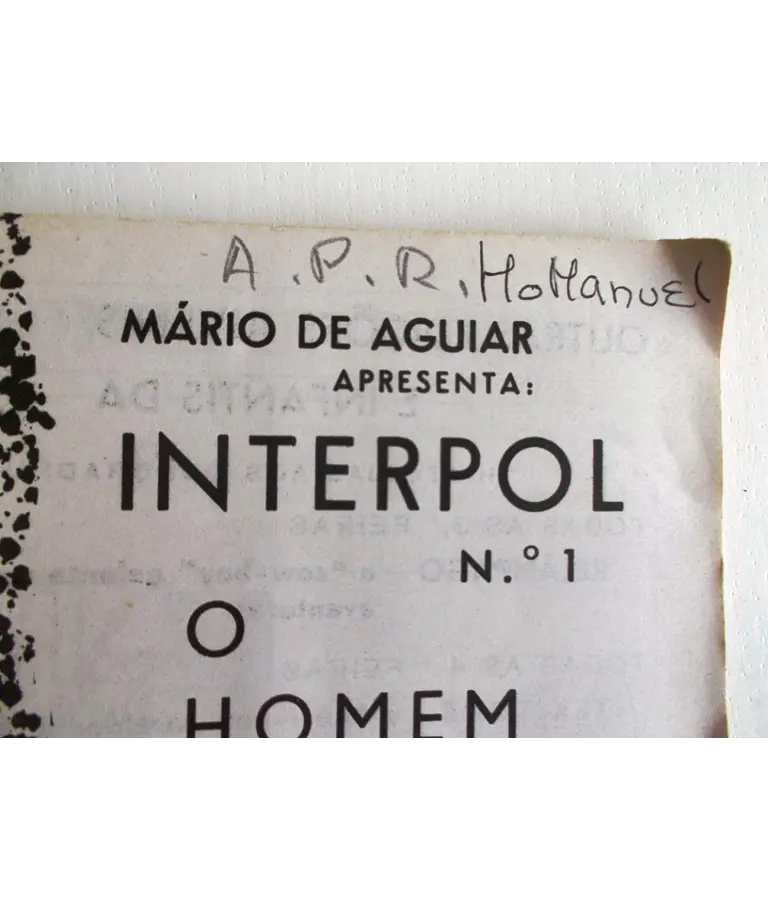 A.P.R. HoManuel
MÁRIO DE AGUIAR
APRESENTA:
INTERPOL
N.º 1
O
HOMEM